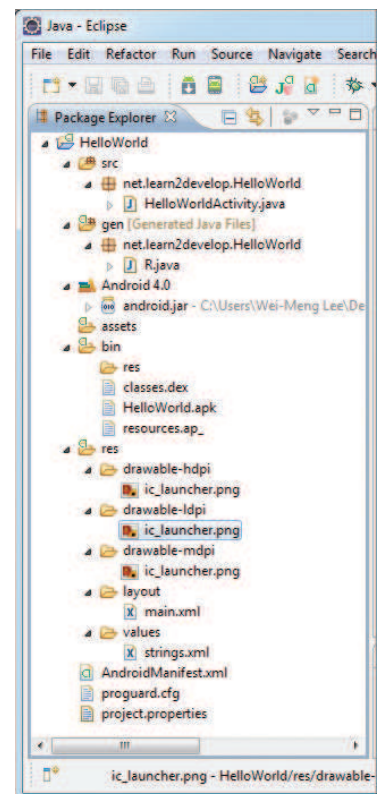 Java - Eclipse
File Edit Refactor Run Source Navigate Search
Package Explorer
HelloWorld
src
net.learn2develop.HelloWorld
HelloWorldActivity.java
gen [Generated Java Files]
net.learn2develop.HelloWorld
R.java
Android 4.0
android.jar - C:\Users\Wei-Meng Lee\De
assets
bin
res
classes.dex
HelloWorld.apk
resources.ap_
res
drawable-hdpi
ic_launcher.png
drawable-ldpi
ic_launcher.png
drawable-mdpi
ic_launcher.png
layout
main.xml
values
strings.xml
AndroidManifest.xml
proguard.cfg
project.properties
ic_launcher.png - HelloWorld/res/drawable-